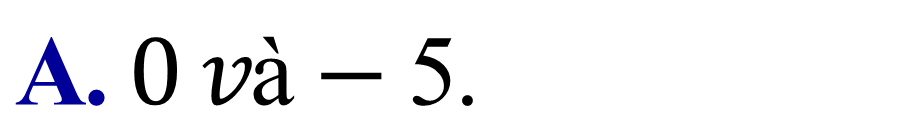 A. 0 và − 5.